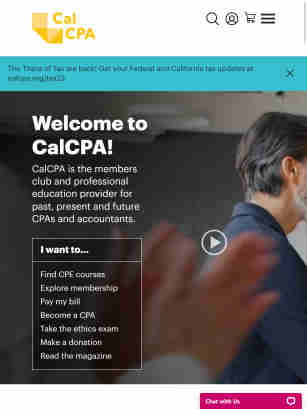 Cal
CPA
The Titans of Tax are back! Get your Federal and California tax updates at
calcpa.org/tax23
Welcome to
CalCPA!
CalCPA is the members
club and professional
education provider for
past, present and future
CPAs and accountants.
I want to...
Find CPE courses
Explore membership
Pay my bill
Become a CPA
Take the ethics exam
Make a donation
Read the magazine
Chat with Us